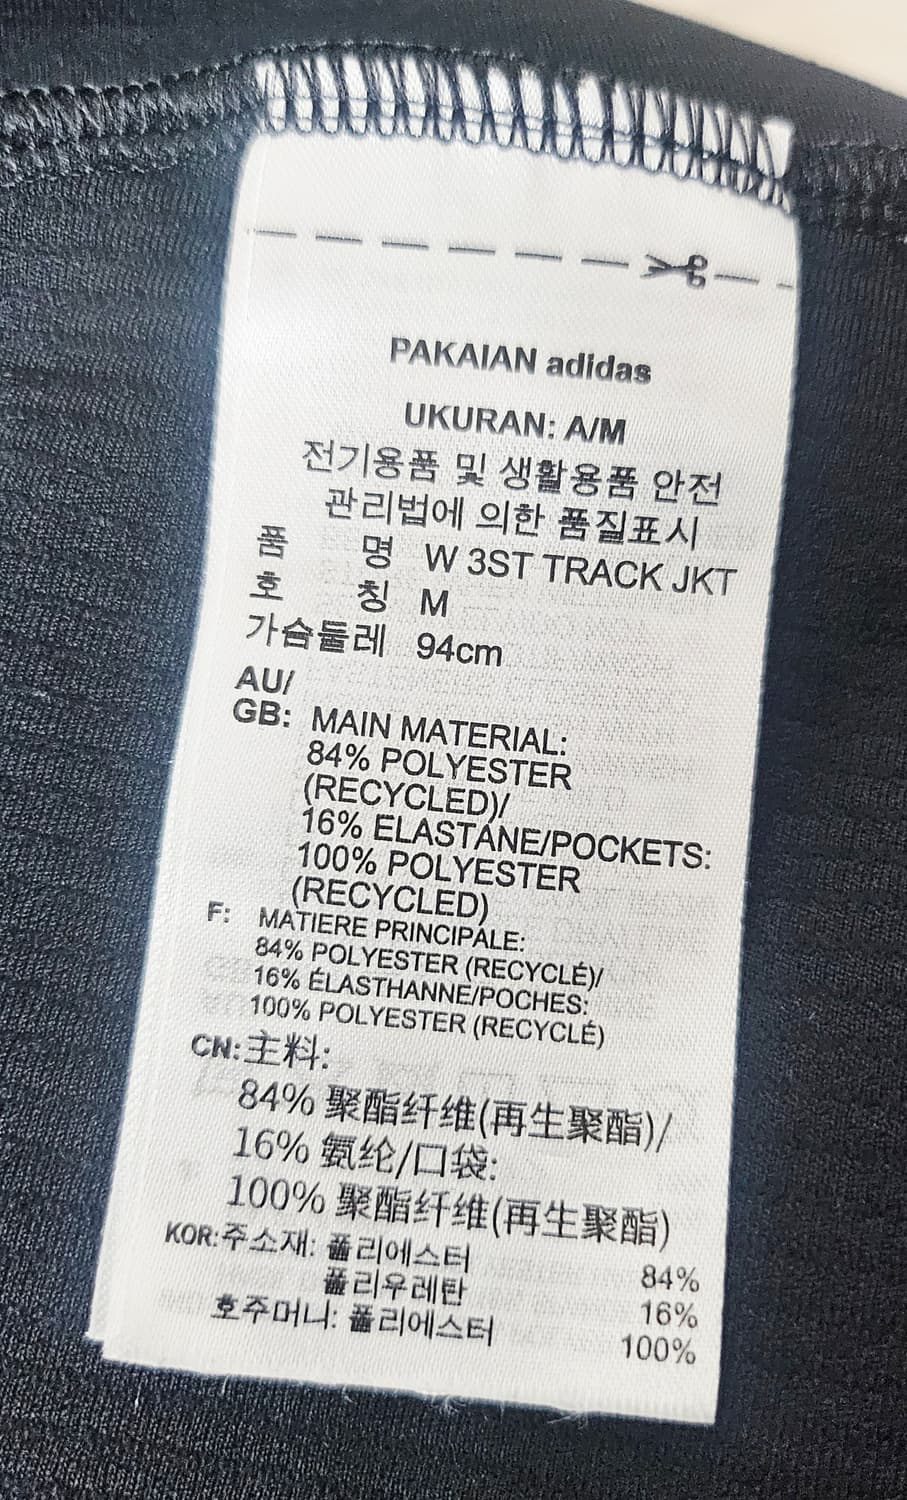 PAKAIAN adidas
UKURAN: A/M
전기용품 및 생활용품 안전
관리법에 의한 품질표시
품 명 W 3ST TRACK JKT
호 칭 M
가슴둘레 94cm
AU/
GB: MAIN MATERIAL:
84% POLYESTER
(RECYCLED)/
16% ELASTANE/POCKETS:
100% POLYESTER
(RECYCLED)
F: MATIERE PRINCIPALE:
84% POLYESTER (RECYCLÉ)/
16% ÉLASTHANNE/POCHES:
100% POLYESTER (RECYCLÉ)
CN:主料:
84% 聚酯纤维(再生聚酯)/
16% 氨纶/口袋:
100% 聚酯纤维(再生聚酯)
KOR:주소재: 폴리에스터 84%
폴리우레탄 16%
호주머니: 폴리에스터 100%